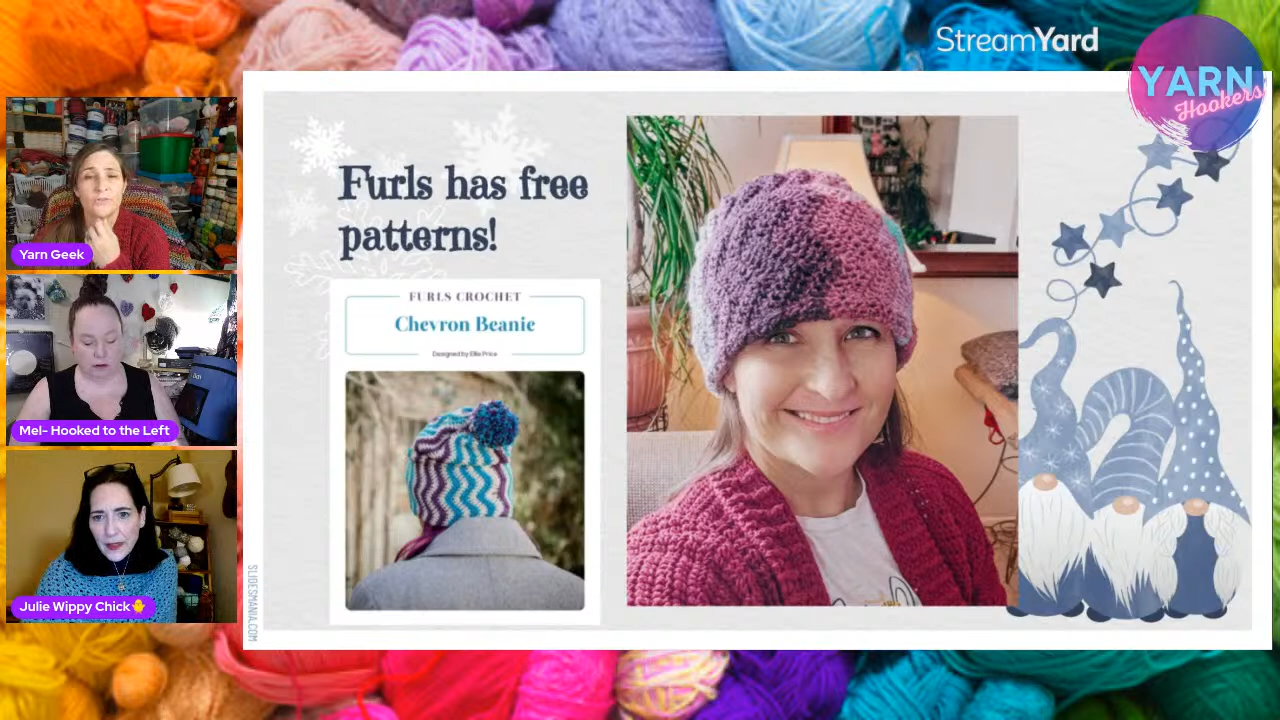 StreamYard
YARN
Hookers
Furls has free
patterns!
FURLS CROCHET
Chevron Beanie
Designed by Ellie Price
Yarn Geek
Mel- Hooked to the Left
Julie Wippy Chick🐥
SLIDESMANIA.COM